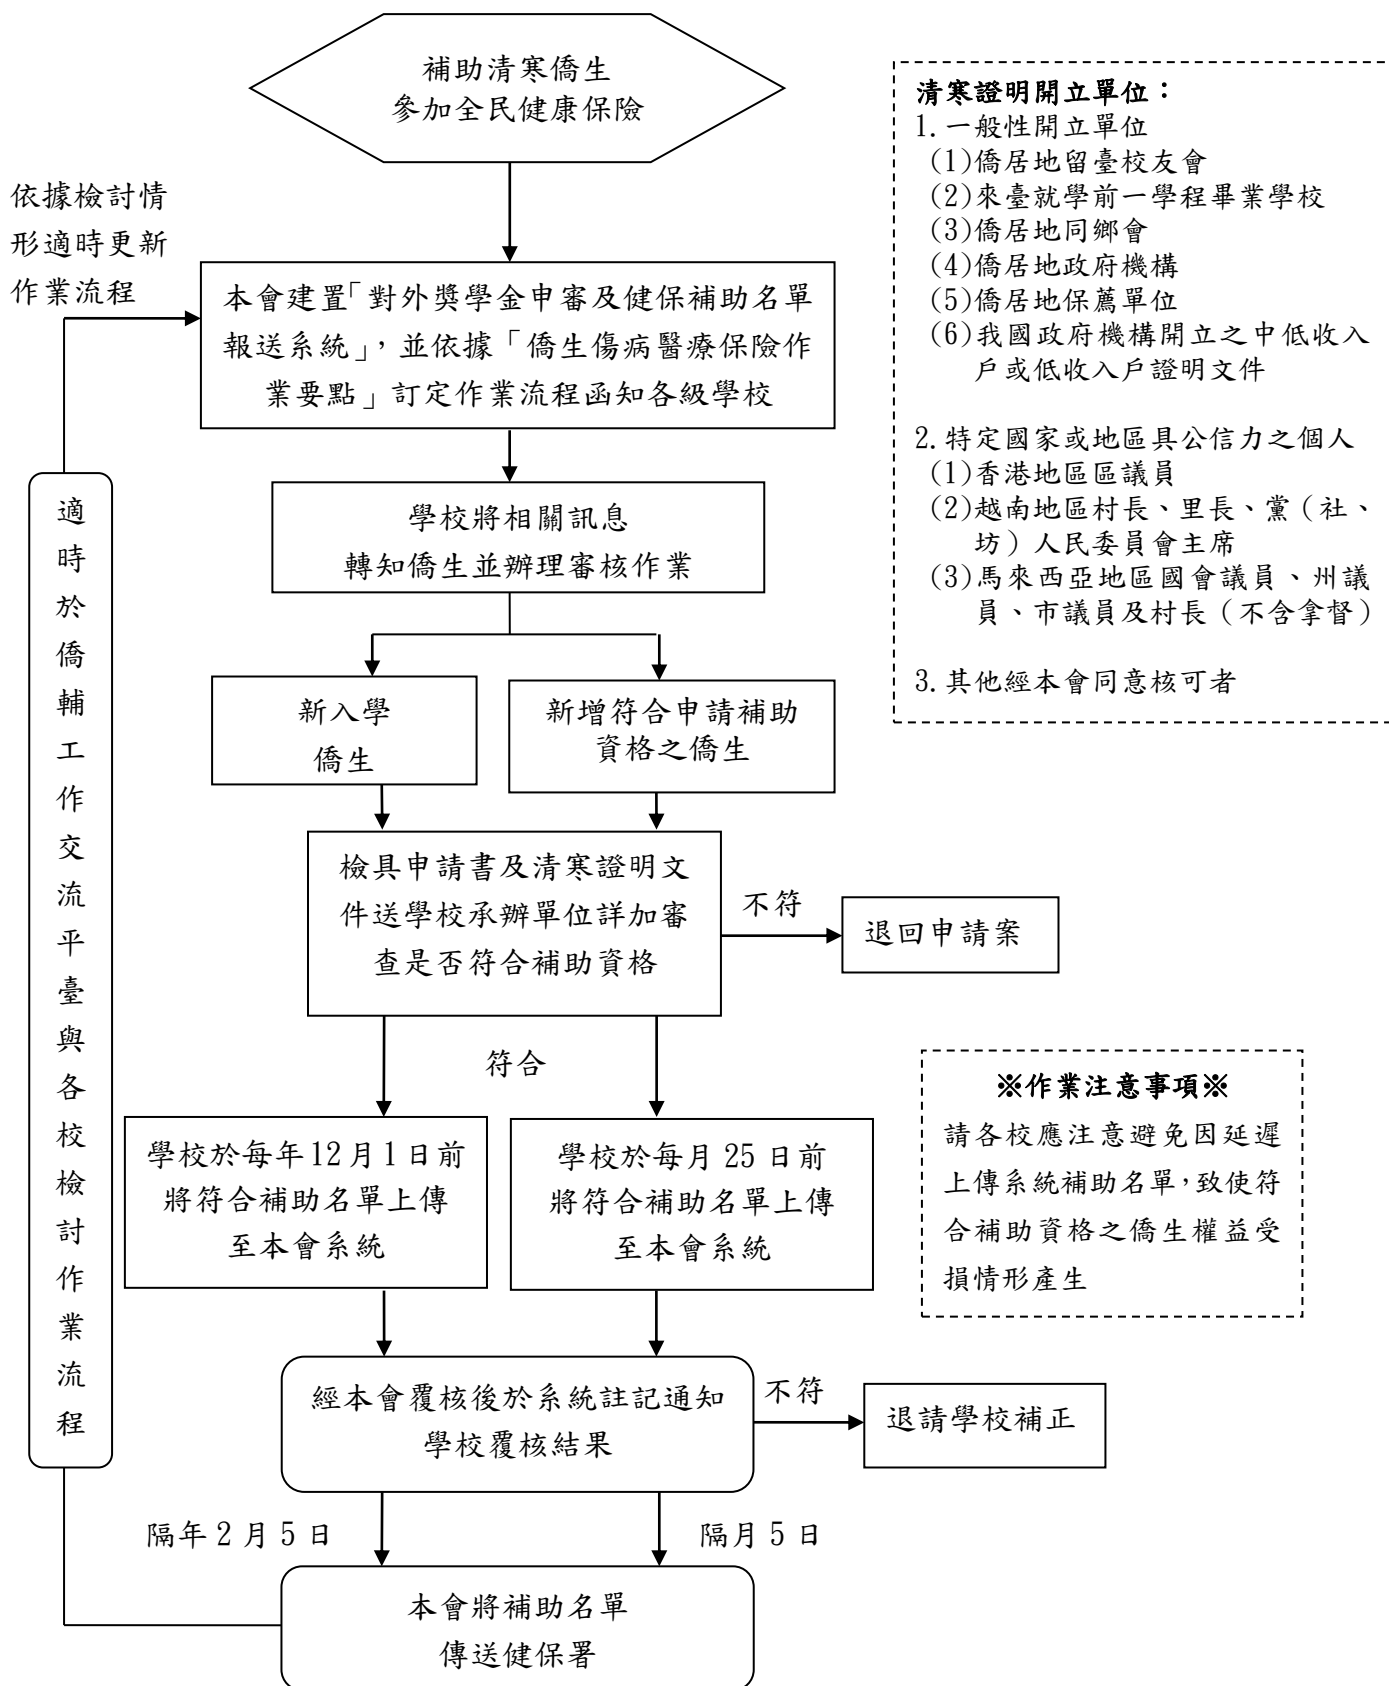 補助清寒僑生
參加全民健康保險
依據檢討情
形適時更新
作業流程
本會建置「對外獎學金申審及健保補助名單
報送系統」，並依據「僑生傷病醫療保險作
業要點」訂定作業流程函知各級學校
學校將相關訊息
轉知僑生並辦理審核作業
新入學
僑生
新增符合申請補助
資格之僑生
檢具申請書及清寒證明文
件送學校承辦單位詳加審
查是否符合補助資格
不符
退回申請案
符合
學校於每年12月1日前
將符合補助名單上傳
至本會系統
學校於每月 25 日前
將符合補助名單上傳
至本會系統
經本會覆核後於系統註記通知
學校覆核結果
不符
退請學校補正
隔年 2 月 5 日
隔月 5 日
本會將補助名單
傳送健保署
適時於僑輔工作交流平臺與各校檢討作業流程
清寒證明開立單位：
1.一般性開立單位
(1)僑居地留臺校友會
(2)來臺就學前一學程畢業學校
(3)僑居地同鄉會
(4)僑居地政府機構
(5)僑居地保薦單位
(6)我國政府機構開立之中低收入
戶或低收入戶證明文件
2.特定國家或地區具公信力之個人
(1)香港地區區議員
(2)越南地區村長、里長、黨（社、
坊）人民委員會主席
(3)馬來西亞地區國會議員、州議
員、市議員及村長（不含拿督）
3.其他經本會同意核可者
※作業注意事項※
請各校應注意避免因延遲
上傳系統補助名單，致使符
合補助資格之僑生權益受
損情形產生